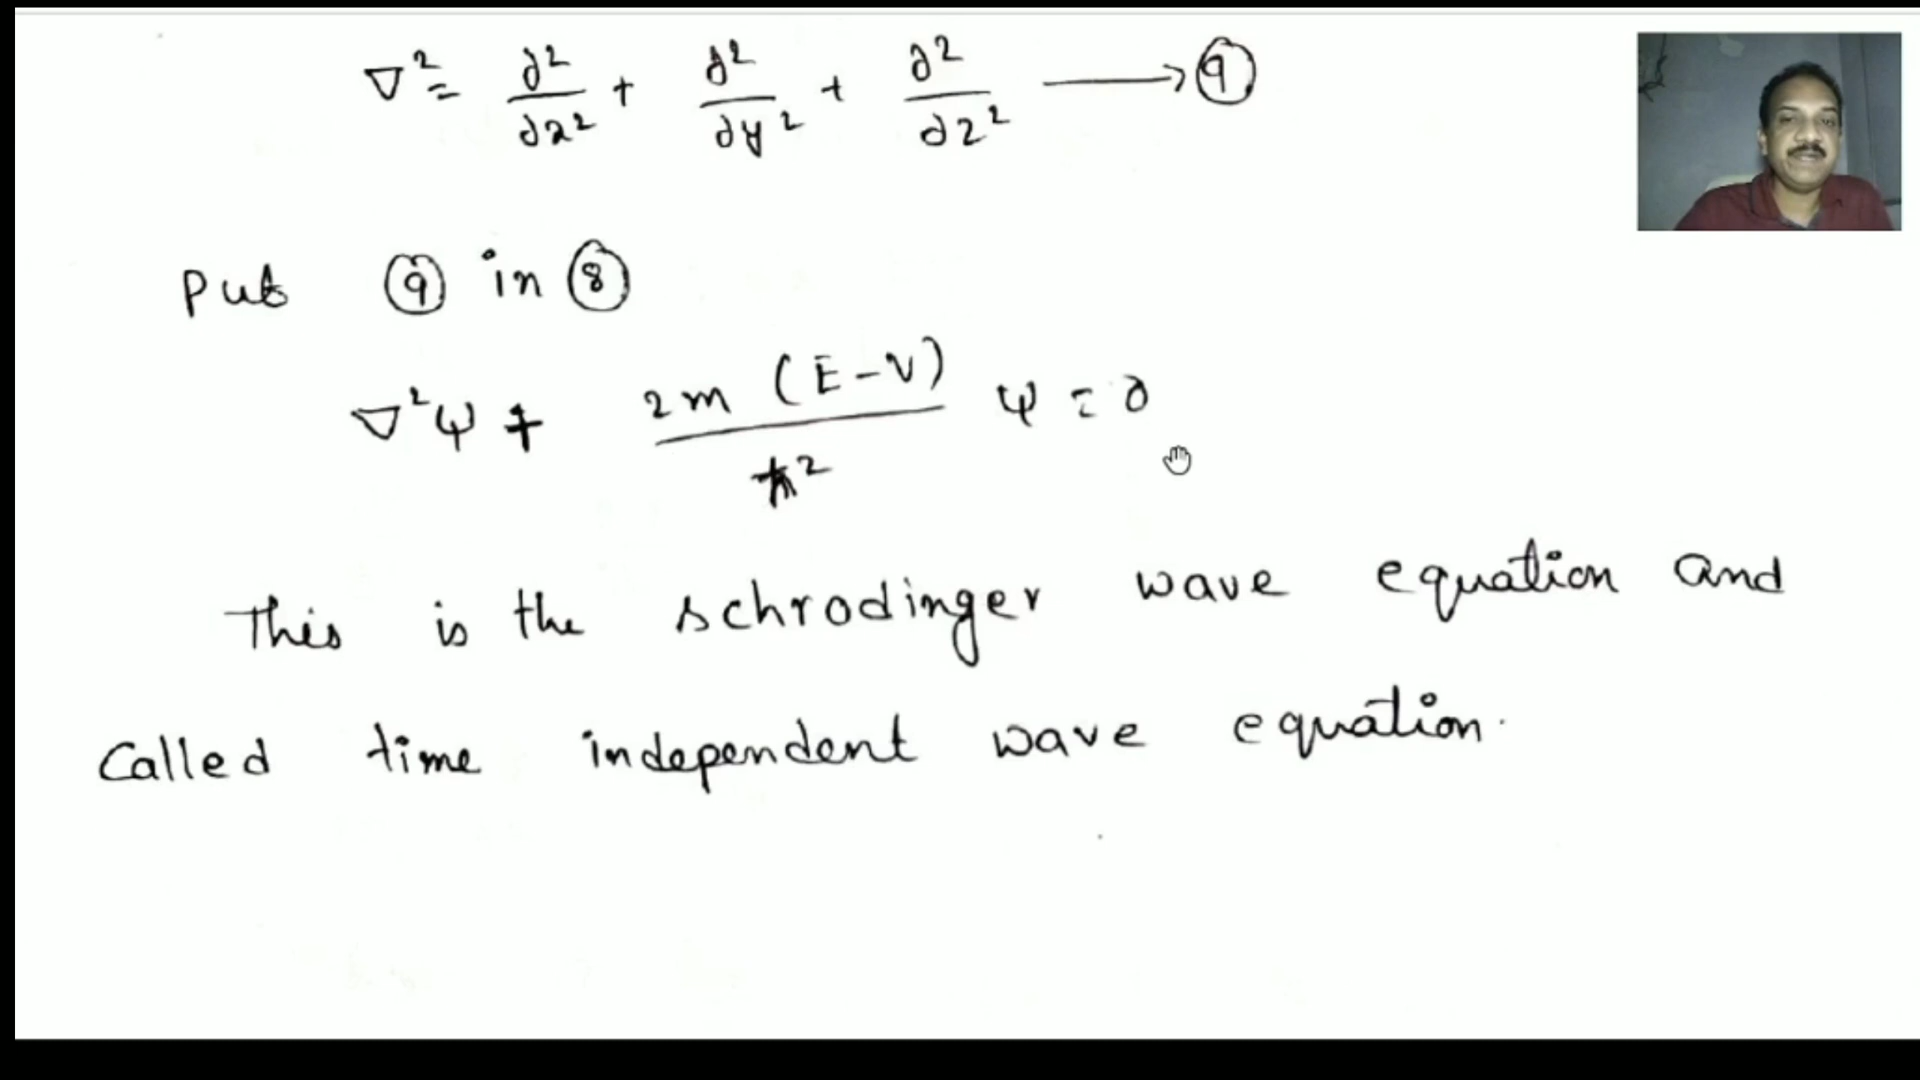 ∇² = ∂²/∂x² + ∂²/∂y² + ∂²/∂z² ⟶ ⑨
Put ⑨ in ⑧
∇²ψ + 2m (E-V)/ħ² ψ = 0
This is the schrodinger wave equation and
Called time independent wave equation.